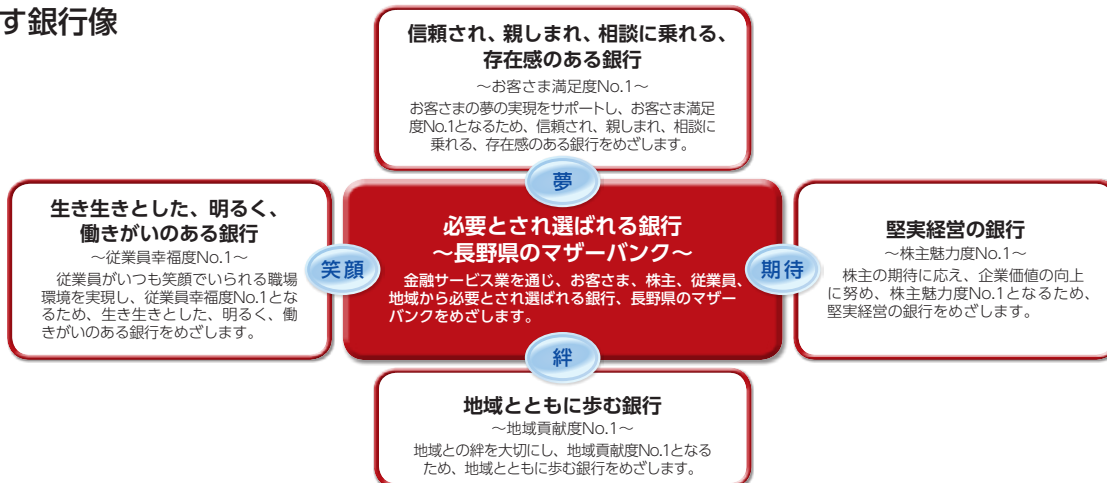 す銀行像
信頼され、親しまれ、相談に乗れる、
存在感のある銀行
～お客さま満足度No.1～
お客さまの夢の実現をサポートし、お客さま満足
度No.1となるため、信頼され、親しまれ、相談に
乗れる、存在感のある銀行をめざします。
夢
生き生きとした、明るく、
働きがいのある銀行
～従業員幸福度No.1～
従業員がいつも笑顔でいられる職場
環境を実現し、従業員幸福度No.1とな
るため、生き生きとした、明るく、働
きがいのある銀行をめざします。
笑顔
必要とされ選ばれる銀行
～長野県のマザーバンク～
金融サービス業を通じ、お客さま、株主、従業員、
地域から必要とされ選ばれる銀行、長野県のマザー
バンクをめざします。
期待
堅実経営の銀行
～株主魅力度No.1～
株主の期待に応え、企業価値の向上
に努め、株主魅力度No.1となるため、
堅実経営の銀行をめざします。
絆
地域とともに歩む銀行
～地域貢献度No.1～
地域との絆を大切にし、地域貢献度No.1となる
ため、地域とともに歩む銀行をめざします。